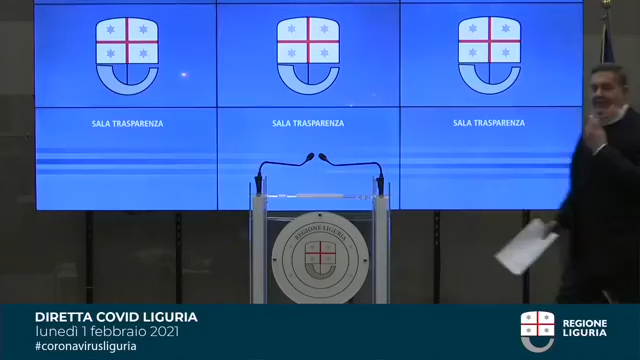 SALA TRASPARENZA
SALA TRASPARENZA
SALA TRASPARENZA
REGIONE LIGURIA
DIRETTA COVID LIGURIA
lunedì 1 febbraio 2021
#coronavirusliguria
REGIONE
LIGURIA